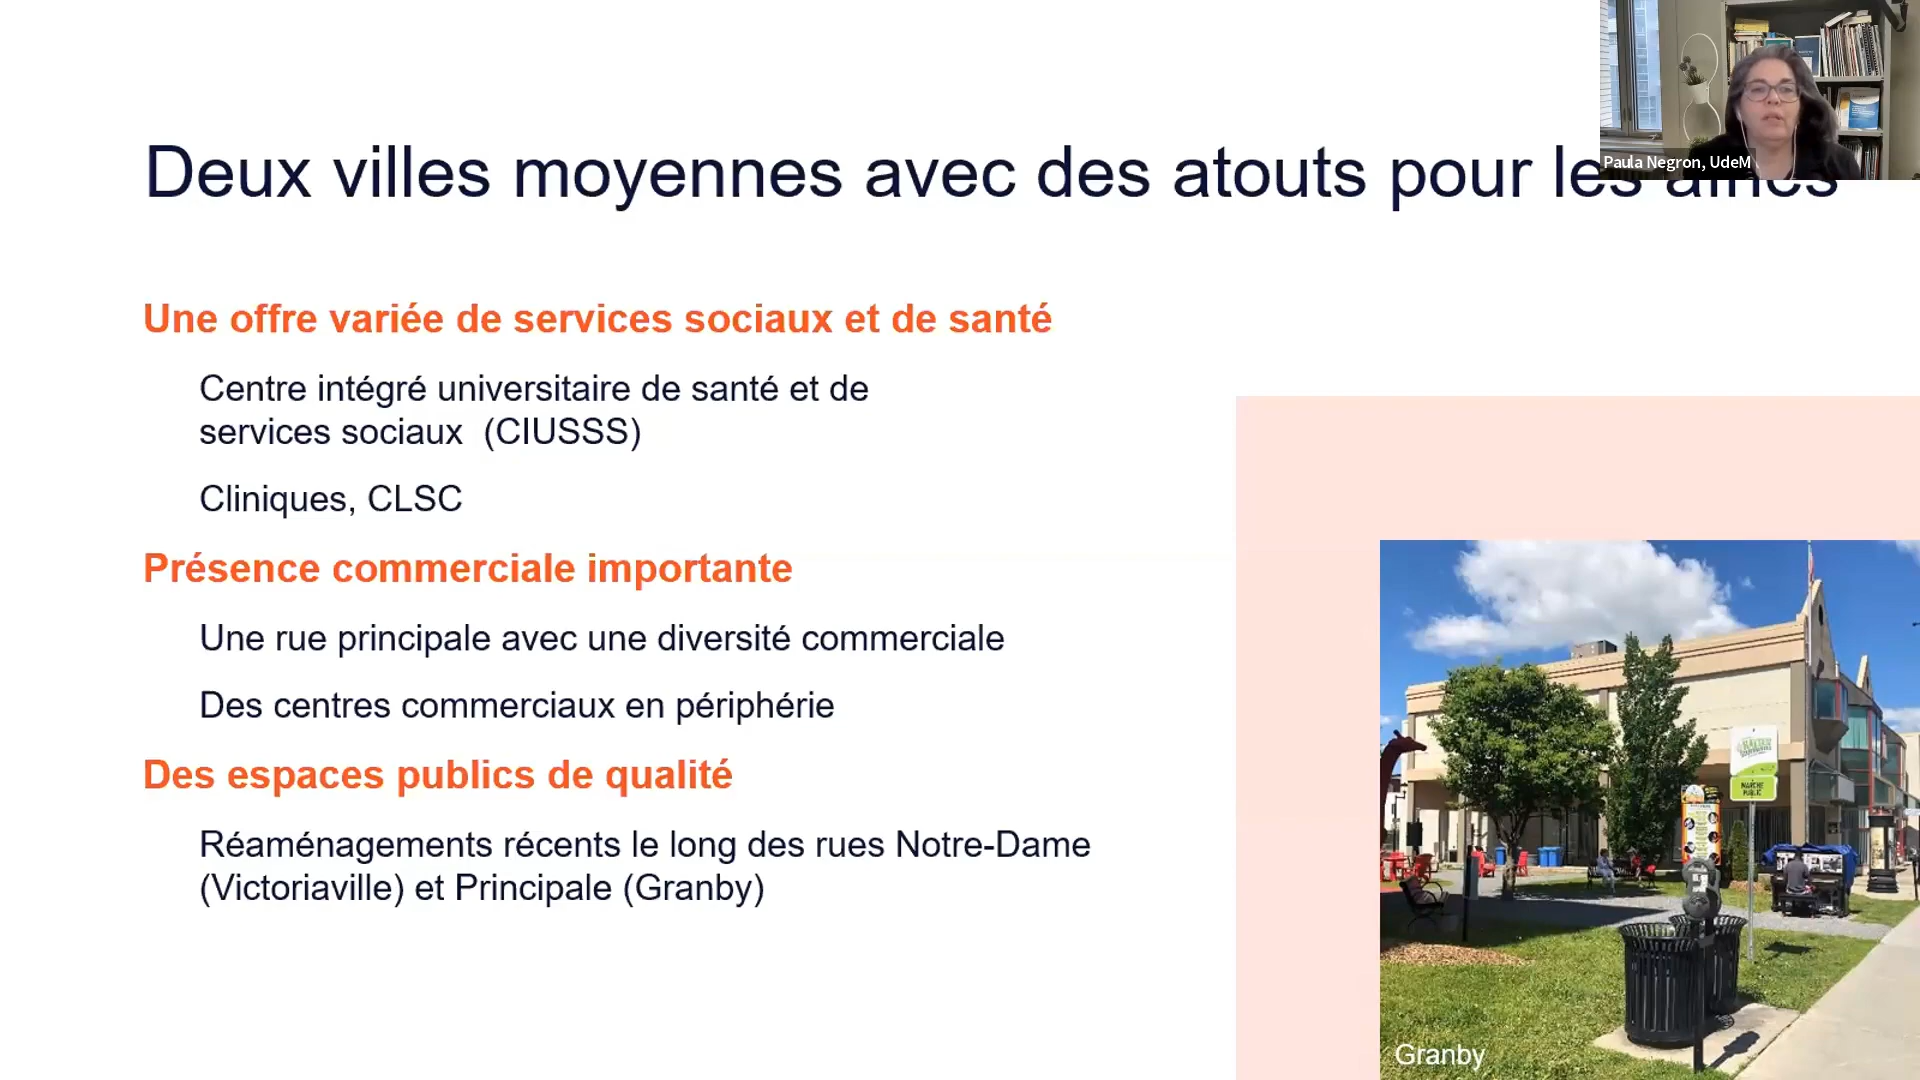 Paula Negron, UdeM
Deux villes moyennes avec des atouts pour les aînés
Une offre variée de services sociaux et de santé
Centre intégré universitaire de santé et de
services sociaux (CIUSSS)
Cliniques, CLSC
Présence commerciale importante
Une rue principale avec une diversité commerciale
Des centres commerciaux en périphérie
Des espaces publics de qualité
Réaménagements récents le long des rues Notre-Dame
(Victoriaville) et Principale (Granby)
MARCHÉ
PUBLIC
Granby